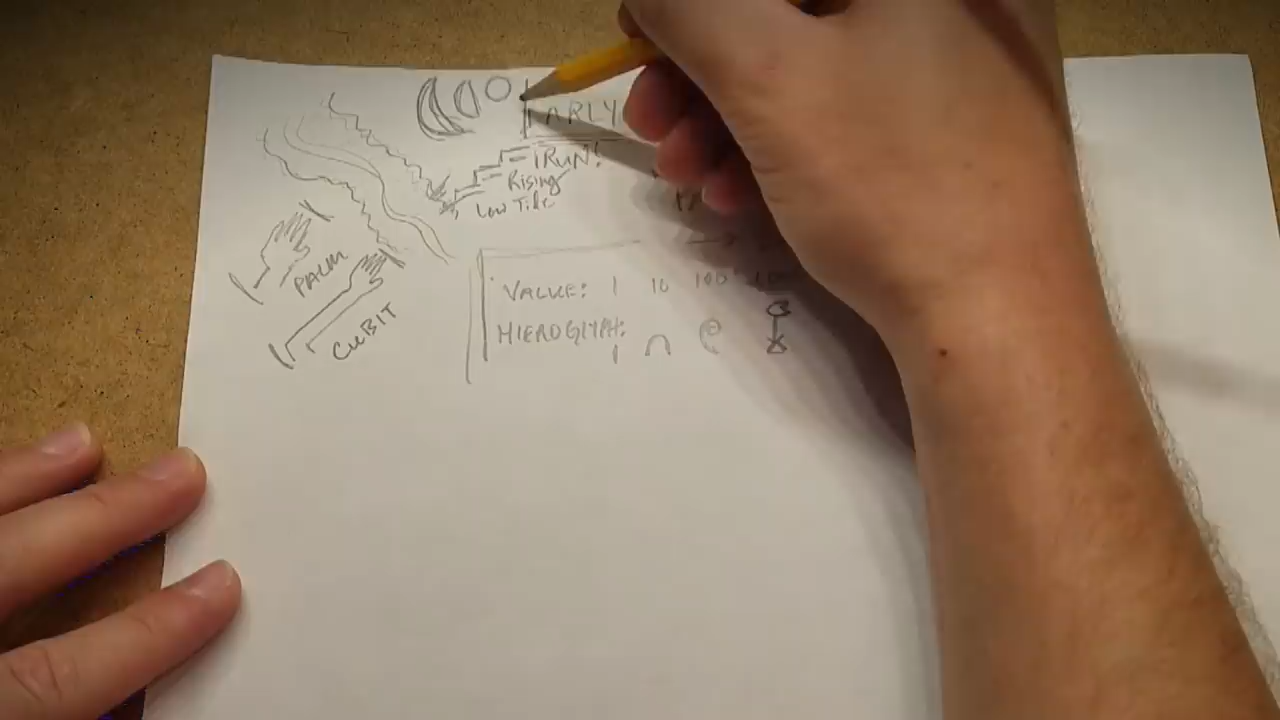 EARLY
RUN!
Rising
Low Tide
PALM
CUBIT
VALUE: 1 10 100
HIEROGLYPH: